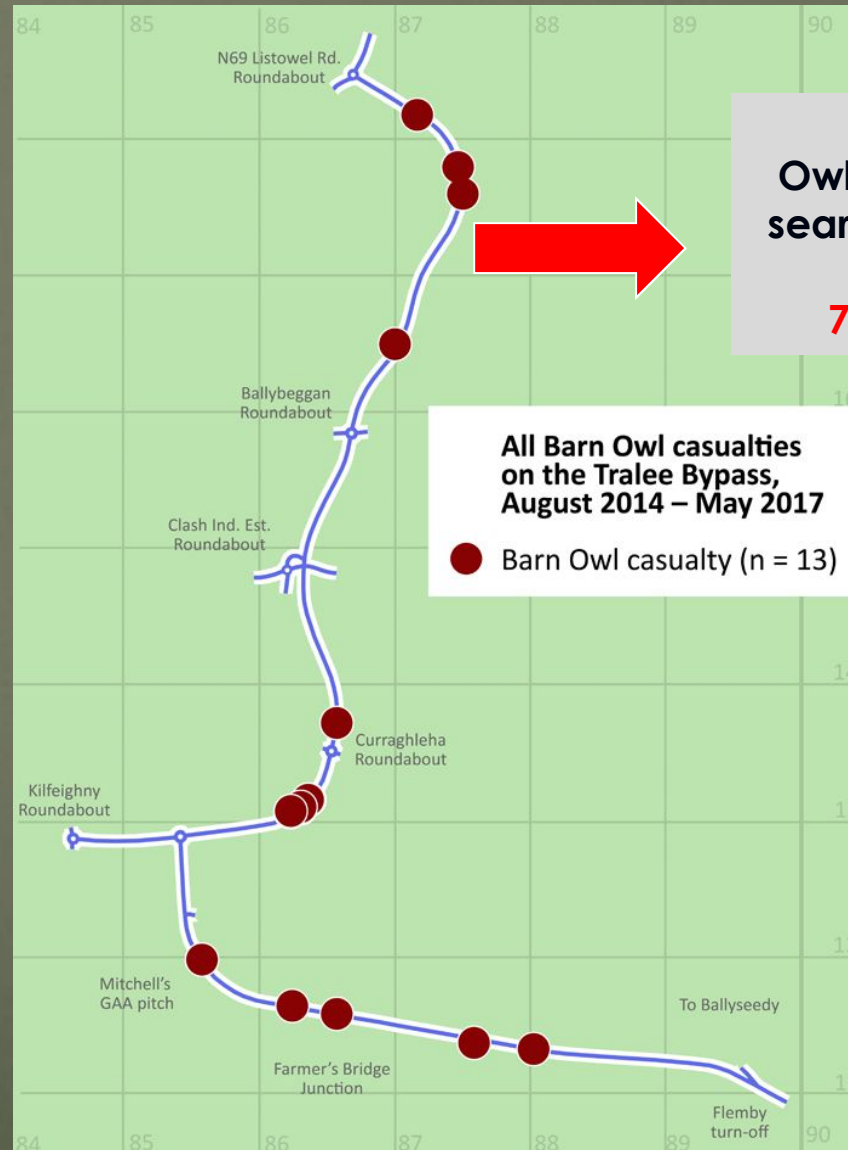 84 85 86 87 88 89 90
N69 Listowel Rd.
Roundabout
Ballybeggan
Roundabout
All Barn Owl casualties
on the Tralee Bypass,
August 2014 – May 2017
Barn Owl casualty (n = 13)
Clash Ind. Est.
Roundabout
Curraghleha
Roundabout
Kilfeighny
Roundabout
Mitchell's
GAA pitch
To Ballyseedy
Farmer's Bridge
Junction
Flemby
turn-off
84 85 86 87 88 89 90